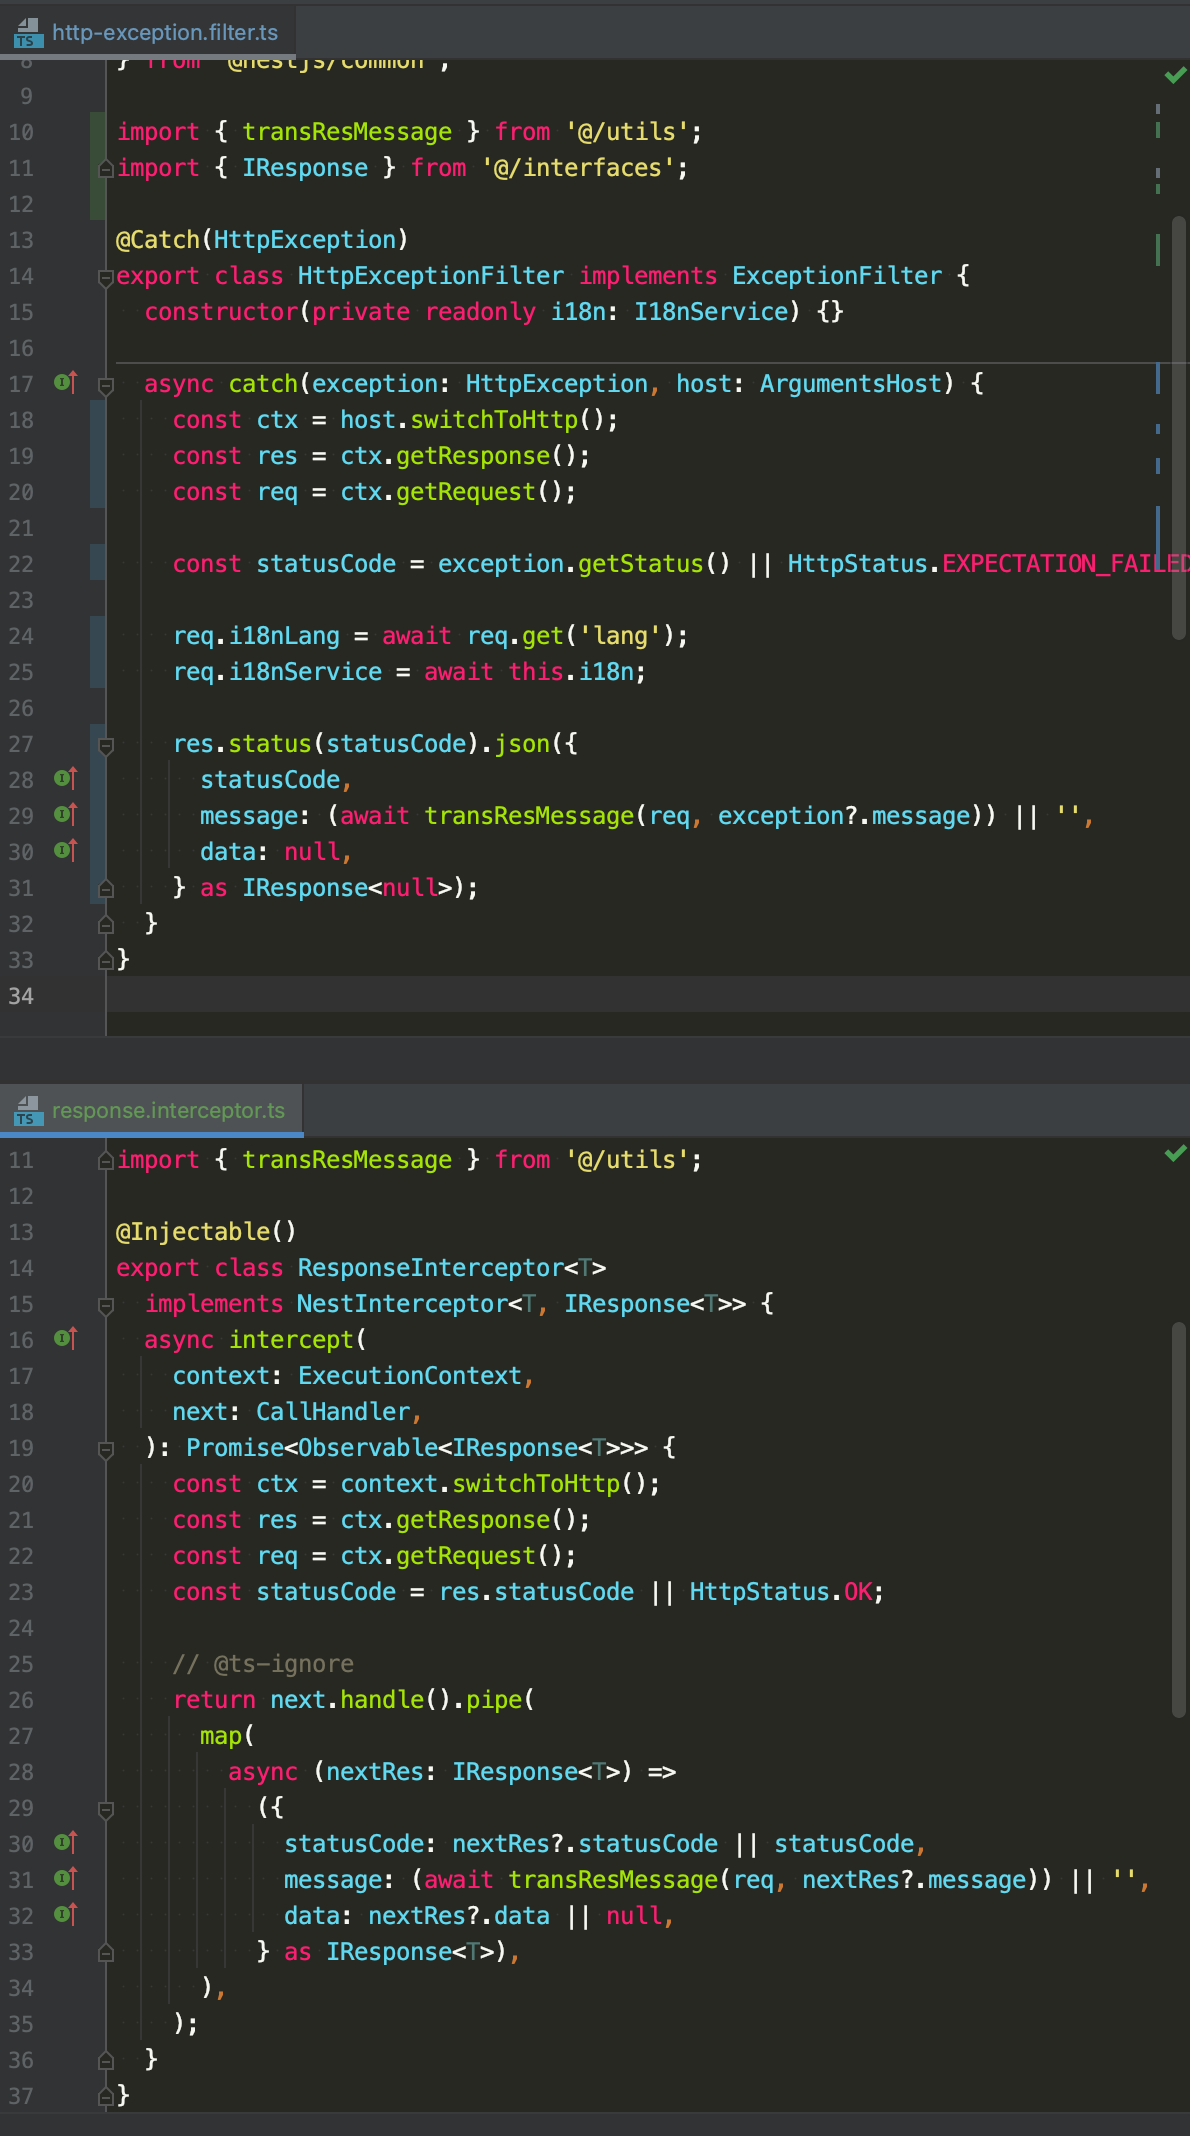 http-exception.filter.ts
8 } from '@nestjs/common';
9
10 import { transResMessage } from '@/utils';
11 import { IResponse } from '@/interfaces';
12
13 @Catch(HttpException)
14 export class HttpExceptionFilter implements ExceptionFilter {
15   constructor(private readonly i18n: I18nService) {}
16
17   async catch(exception: HttpException, host: ArgumentsHost) {
18     const ctx = host.switchToHttp();
19     const res = ctx.getResponse();
20     const req = ctx.getRequest();
21
22     const statusCode = exception.getStatus() || HttpStatus.EXPECTATION_FAILED
23
24     req.i18nLang = await req.get('lang');
25     req.i18nService = await this.i18n;
26
27     res.status(statusCode).json({
28       statusCode,
29       message: (await transResMessage(req, exception?.message)) || '',
30       data: null,
31     } as IResponse<null>);
32   }
33 }
34
response.interceptor.ts
11 import { transResMessage } from '@/utils';
12
13 @Injectable()
14 export class ResponseInterceptor<T>
15   implements NestInterceptor<T, IResponse<T>> {
16   async intercept(
17     context: ExecutionContext,
18     next: CallHandler,
19   ): Promise<Observable<IResponse<T>>> {
20     const ctx = context.switchToHttp();
21     const res = ctx.getResponse();
22     const req = ctx.getRequest();
23     const statusCode = res.statusCode || HttpStatus.OK;
24
25     // @ts-ignore
26     return next.handle().pipe(
27       map(
28         async (nextRes: IResponse<T>) =>
29           ({
30             statusCode: nextRes?.statusCode || statusCode,
31             message: (await transResMessage(req, nextRes?.message)) || '',
32             data: nextRes?.data || null,
33           } as IResponse<T>),
34       ),
35     );
36   }
37 }